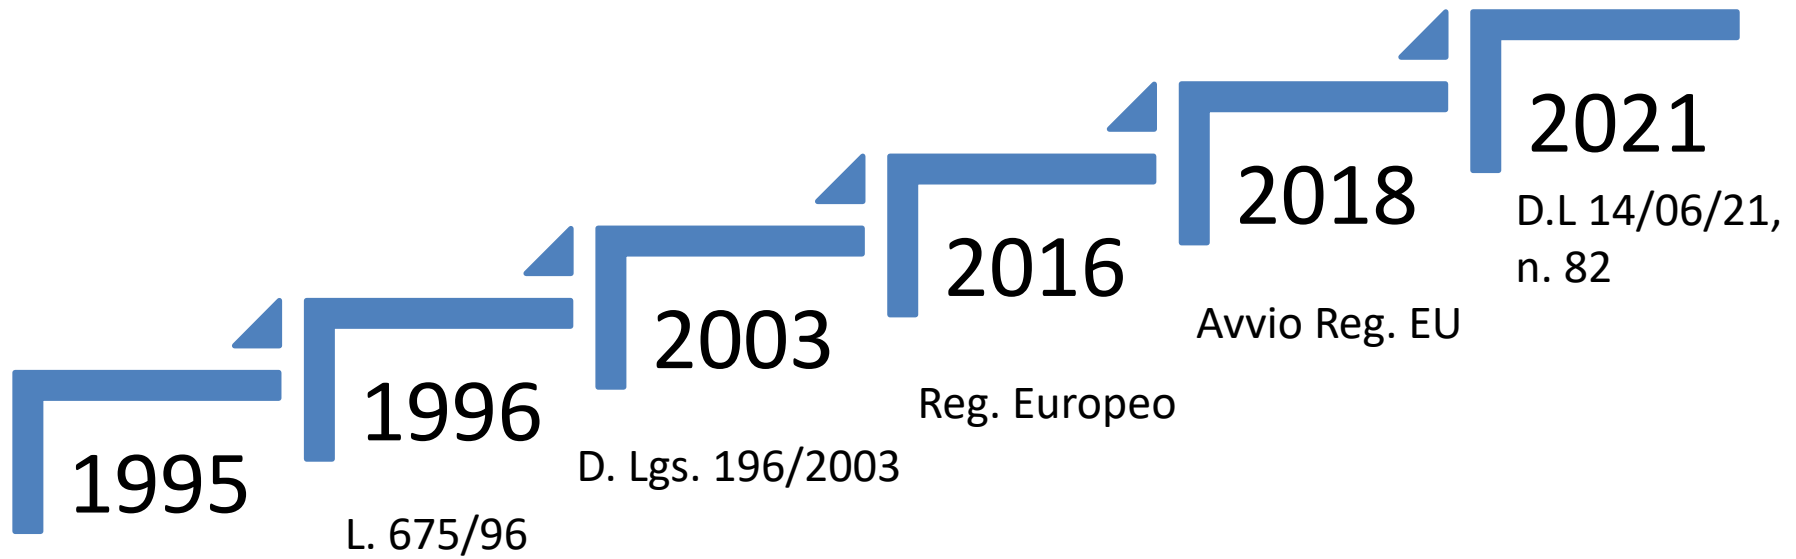 1995
1996
L. 675/96
2003
D. Lgs. 196/2003
2016
Reg. Europeo
2018
Avvio Reg. EU
2021
D.L 14/06/21,
n. 82